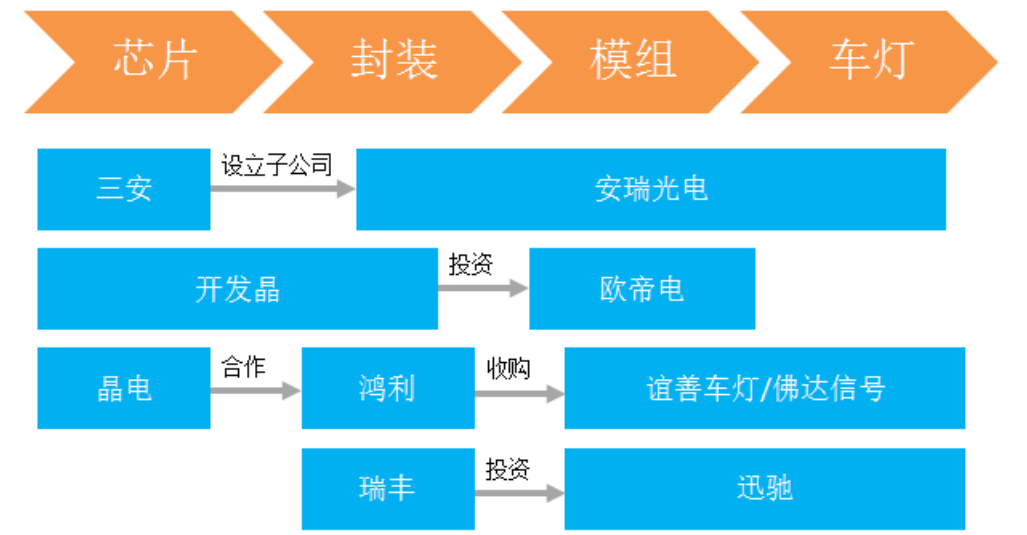 芯片 封装 模组 车灯
三安 设立子公司 安瑞光电
开发晶 投资 欧帝电
晶电 合作 鸿利 收购 谊善车灯/佛达信号
瑞丰 投资 迅驰